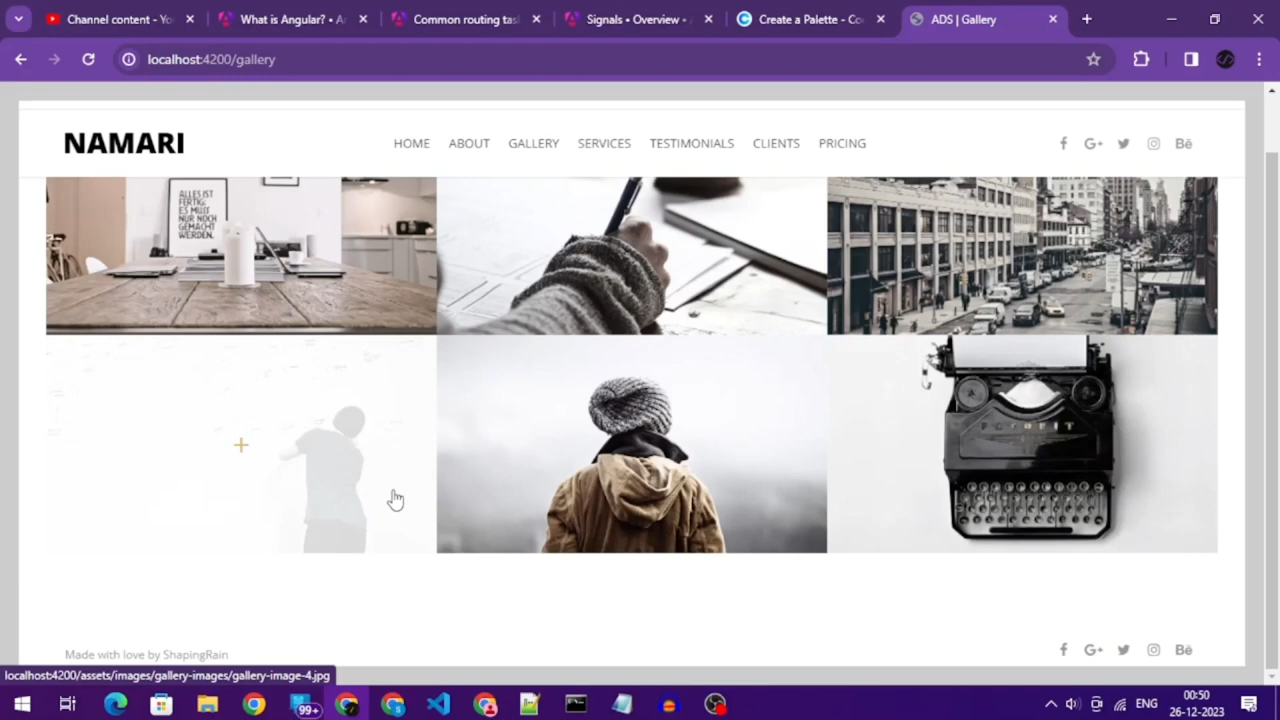 Channel content - Yo
What is Angular? • A
Common routing tas
Signals • Overview •
Create a Palette - Co
ADS | Gallery
localhost:4200/gallery
NAMARI
HOME ABOUT GALLERY SERVICES TESTIMONIALS CLIENTS PRICING
f G+ Bē
ALLES IST
FERTIG:
ES MUSS
NUR NOCH
GEMACHT
WERDEN.
Made with love by ShapingRain
f G+ Bē
localhost:4200/assets/images/gallery-images/gallery-image-4.jpg
99+
ENG
00:50
26-12-2023